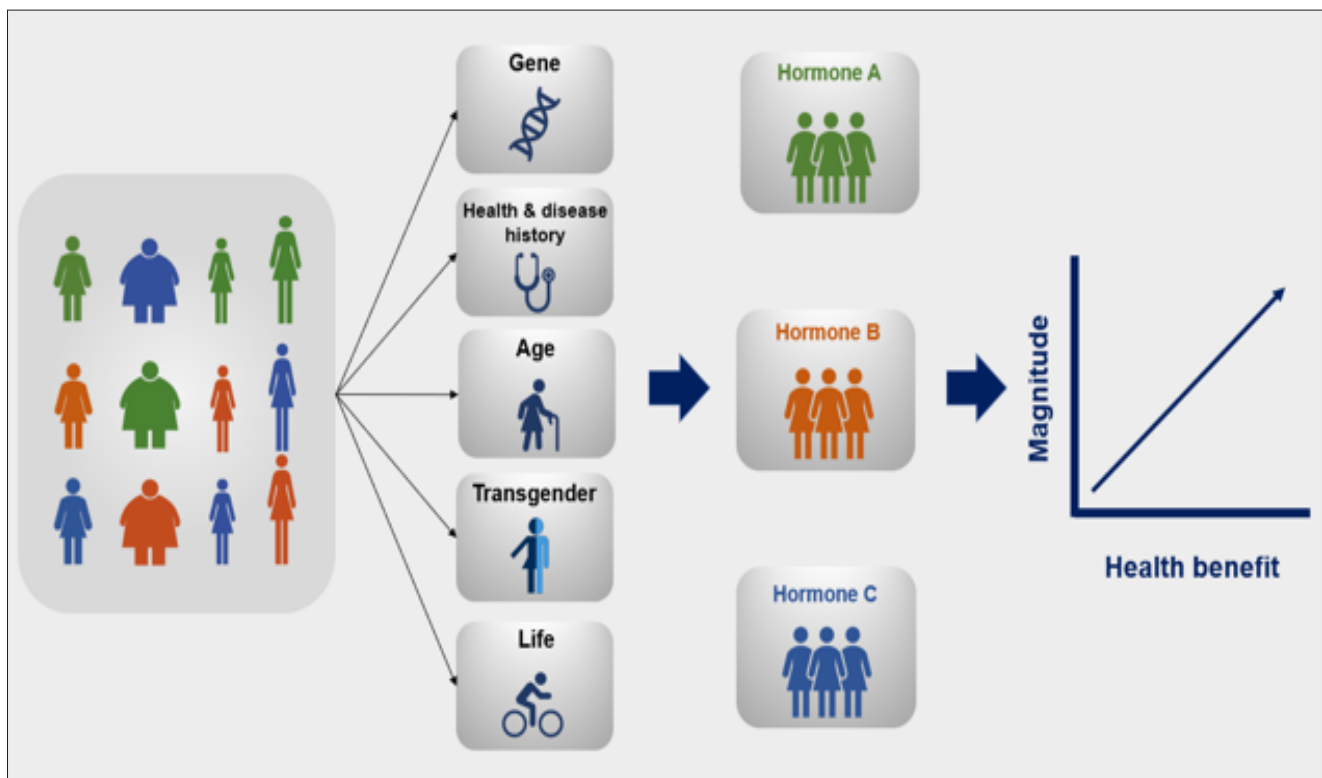 Gene
Health & disease
history
Age
Transgender
Life
Hormone A
Hormone B
Hormone C
Magnitude
Health benefit